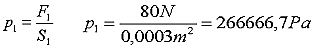 p₁ = F₁/S₁   p₁ = 80N/0,0003m² = 266666,7Pa